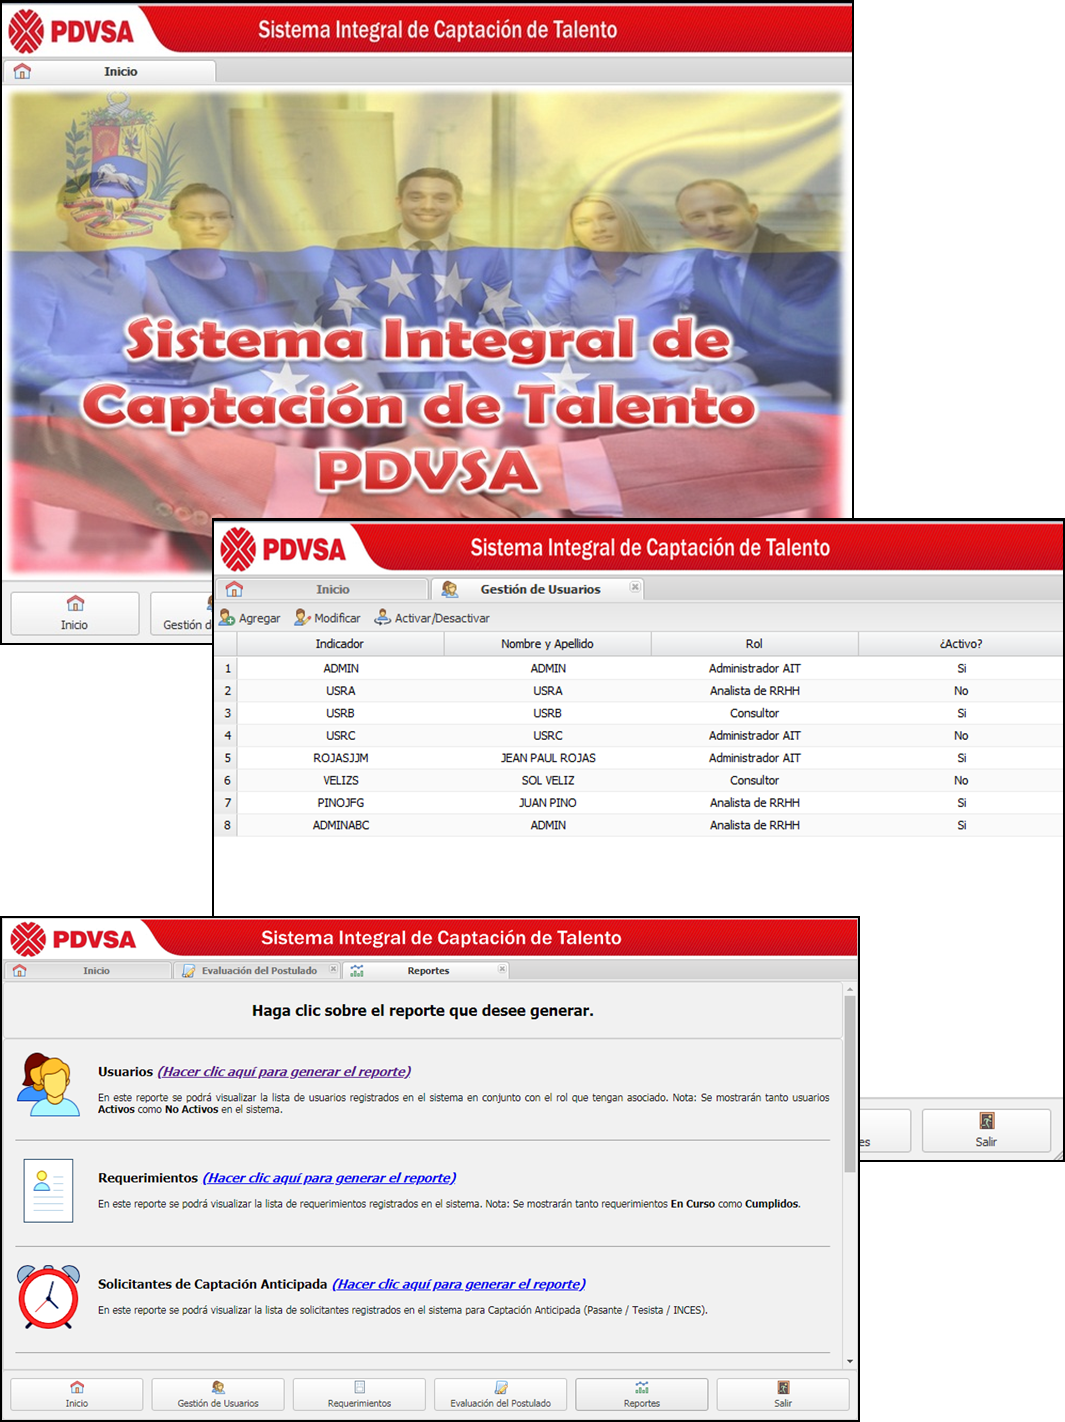 PDVSA
Sistema Integral de Captación de Talento
Inicio
Sistema Integral de
Captación de Talento
PDVSA
Inicio
Gestión d
PDVSA
Sistema Integral de Captación de Talento
Inicio
Gestión de Usuarios
Agregar Modificar Activar/Desactivar
Indicador Nombre y Apellido Rol ¿Activo?
1 ADMIN ADMIN Administrador AIT Si
2 USRA USRA Analista de RRHH No
3 USRB USRB Consultor Si
4 USRC USRC Administrador AIT No
5 ROJASJJM JEAN PAUL ROJAS Administrador AIT Si
6 VELIZS SOL VELIZ Consultor No
7 PINOJFG JUAN PINO Analista de RRHH Si
8 ADMINABC ADMIN Analista de RRHH Si
es
Salir
PDVSA
Sistema Integral de Captación de Talento
Inicio
Evaluación del Postulado
Reportes
Haga clic sobre el reporte que desee generar.
Usuarios (Hacer clic aquí para generar el reporte)
En este reporte se podrá visualizar la lista de usuarios registrados en el sistema en conjunto con el rol que tengan asociado. Nota: Se mostrarán tanto usuarios
Activos como No Activos en el sistema.
Requerimientos (Hacer clic aquí para generar el reporte)
En este reporte se podrá visualizar la lista de requerimientos registrados en el sistema. Nota: Se mostrarán tanto requerimientos En Curso como Cumplidos.
Solicitantes de Captación Anticipada (Hacer clic aquí para generar el reporte)
En este reporte se podrá visualizar la lista de solicitantes registrados en el sistema para Captación Anticipada (Pasante / Tesista / INCES).
Inicio
Gestión de Usuarios
Requerimientos
Evaluación del Postulado
Reportes
Salir